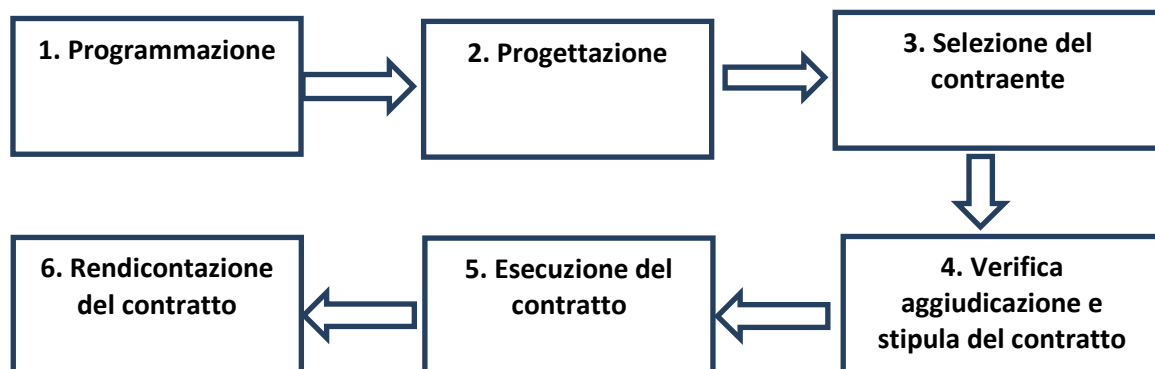 1. Programmazione
2. Progettazione
3. Selezione del
contraente
4. Verifica
aggiudicazione e
stipula del contratto
5. Esecuzione del
contratto
6. Rendicontazione
del contratto